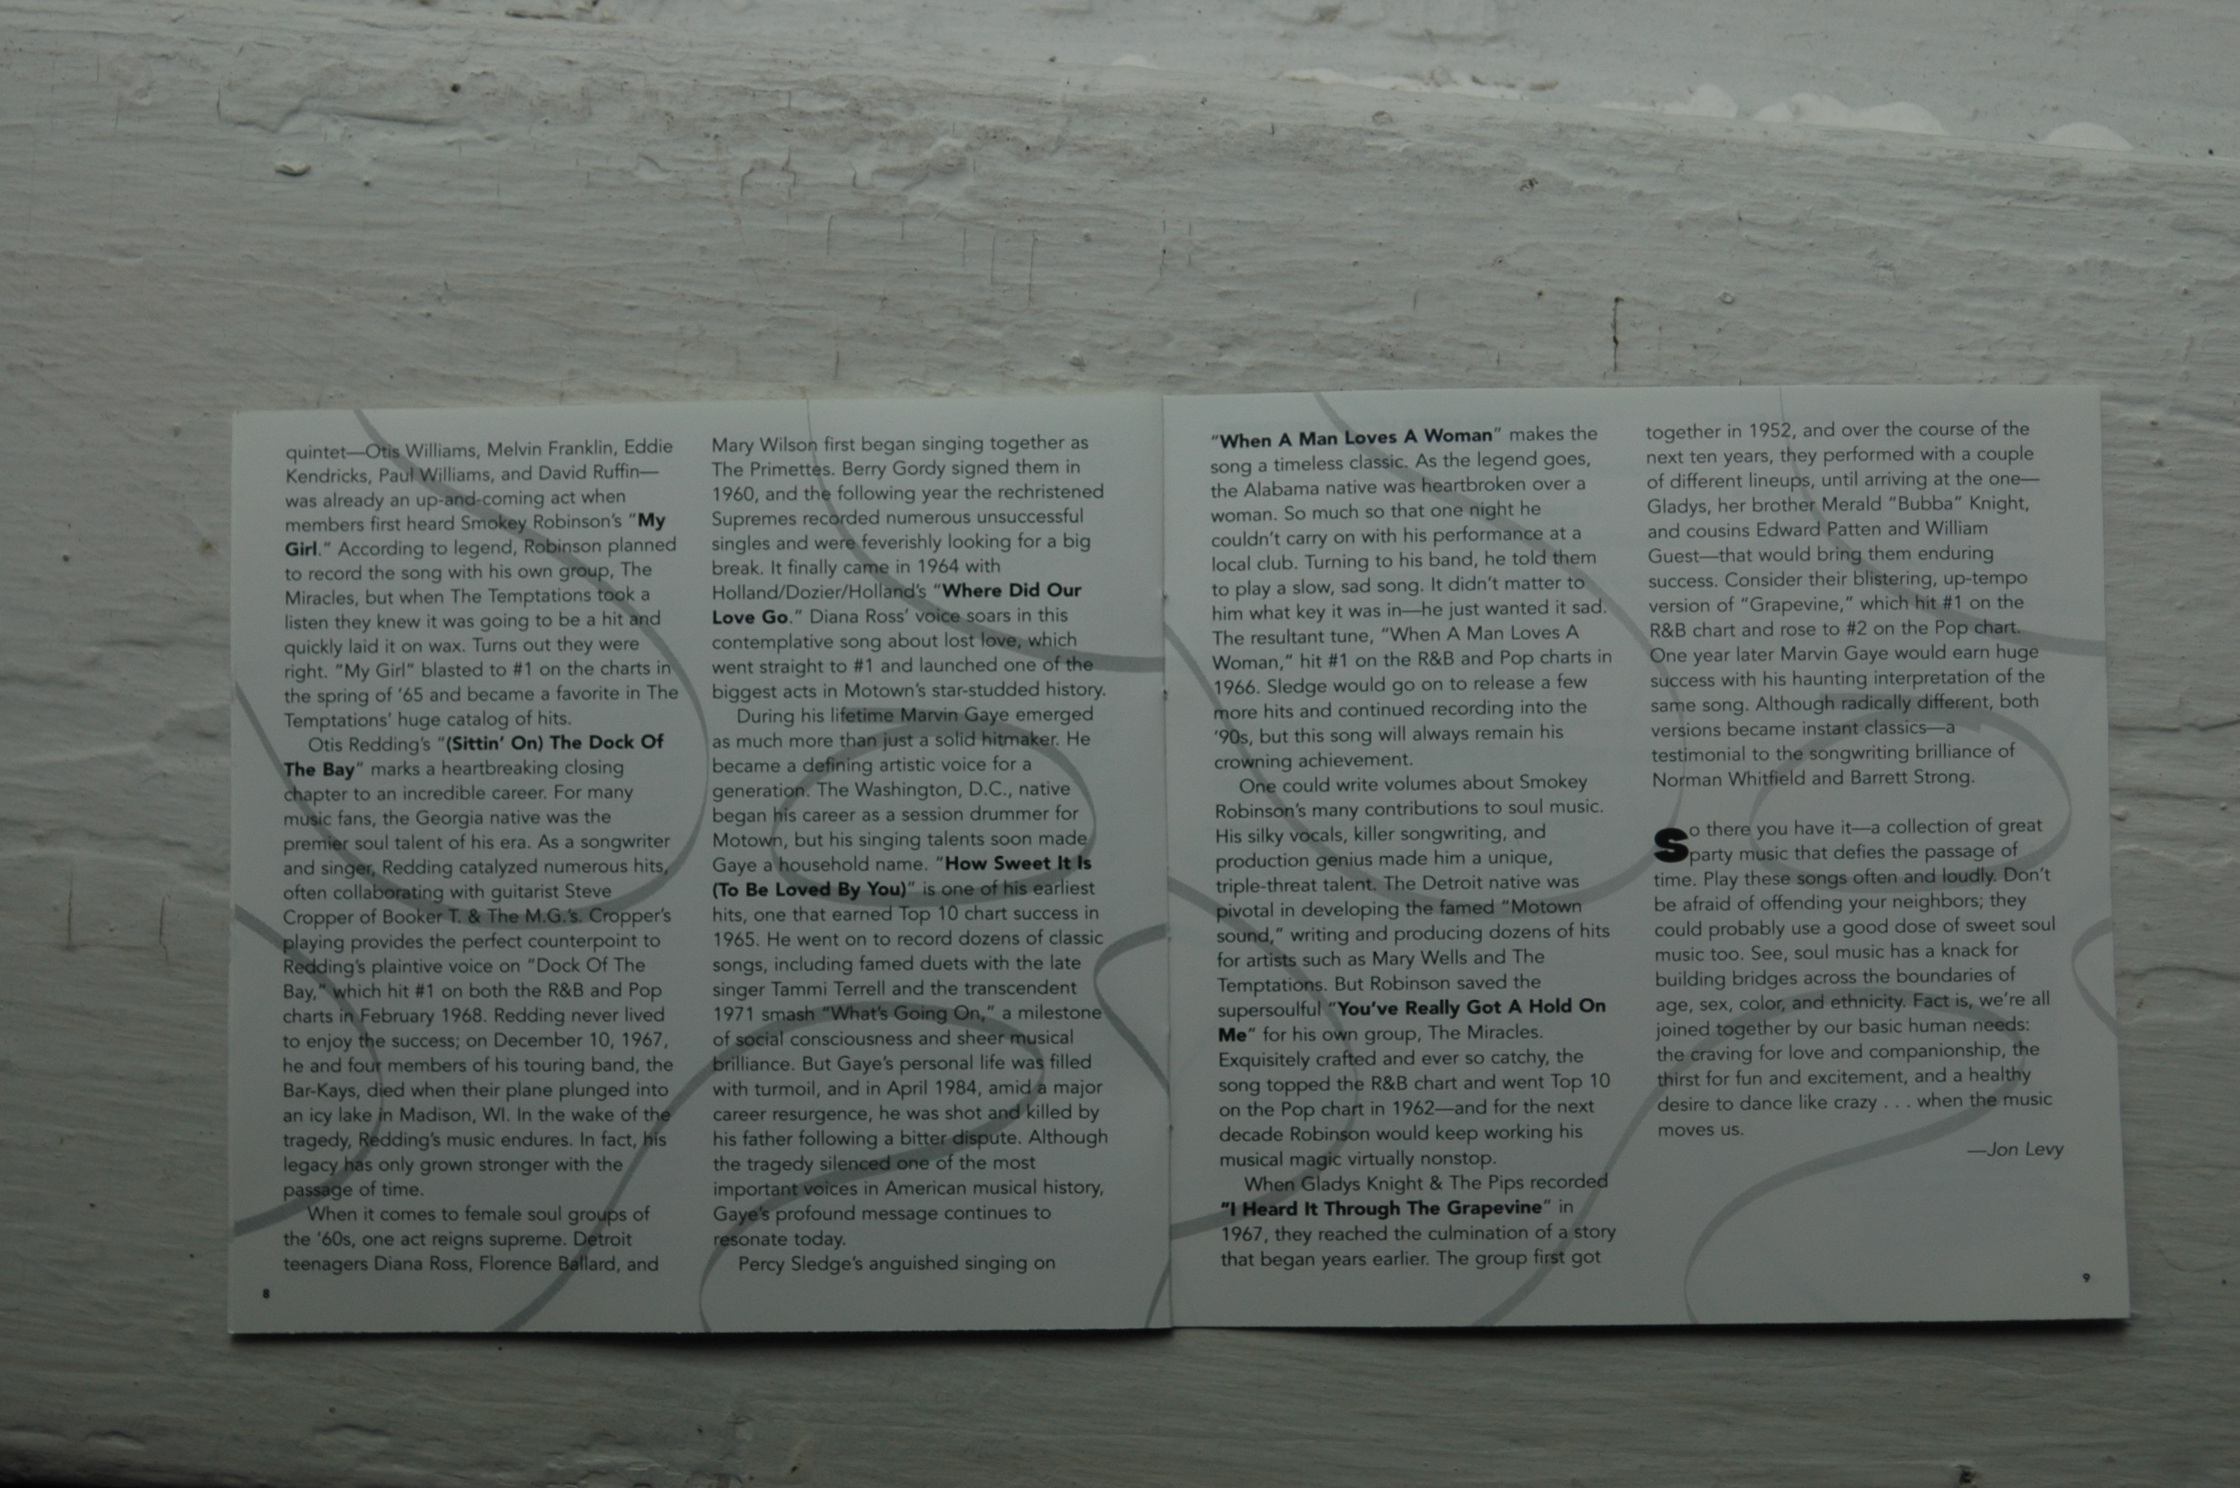 quintet—Otis Williams, Melvin Franklin, Eddie
Kendricks, Paul Williams, and David Ruffin—
was already an up-and-coming act when
members first heard Smokey Robinson's "My
Girl." According to legend, Robinson planned
to record the song with his own group, The
Miracles, but when The Temptations took a
listen they knew it was going to be a hit and
quickly laid it on wax. Turns out they were
right. "My Girl" blasted to #1 on the charts in
the spring of '65 and became a favorite in The
Temptations' huge catalog of hits.
Otis Redding's "(Sittin' On) The Dock Of
The Bay" marks a heartbreaking closing
chapter to an incredible career. For many
music fans, the Georgia native was the
premier soul talent of his era. As a songwriter
and singer, Redding catalyzed numerous hits,
often collaborating with guitarist Steve
Cropper of Booker T. & The M.G.'s. Cropper's
playing provides the perfect counterpoint to
Redding's plaintive voice on "Dock Of The
Bay," which hit #1 on both the R&B and Pop
charts in February 1968. Redding never lived
to enjoy the success; on December 10, 1967,
he and four members of his touring band, the
Bar-Kays, died when their plane plunged into
an icy lake in Madison, WI. In the wake of the
tragedy, Redding's music endures. In fact, his
legacy has only grown stronger with the
passage of time.
When it comes to female soul groups of
the '60s, one act reigns supreme. Detroit
teenagers Diana Ross, Florence Ballard, and
8
Mary Wilson first began singing together as
The Primettes. Berry Gordy signed them in
1960, and the following year the rechristened
Supremes recorded numerous unsuccessful
singles and were feverishly looking for a big
break. It finally came in 1964 with
Holland/Dozier/Holland's "Where Did Our
Love Go." Diana Ross' voice soars in this
contemplative song about lost love, which
went straight to #1 and launched one of the
biggest acts in Motown's star-studded history.
During his lifetime Marvin Gaye emerged
as much more than just a solid hitmaker. He
became a defining artistic voice for a
generation. The Washington, D.C., native
began his career as a session drummer for
Motown, but his singing talents soon made
Gaye a household name. "How Sweet It Is
(To Be Loved By You)" is one of his earliest
hits, one that earned Top 10 chart success in
1965. He went on to record dozens of classic
songs, including famed duets with the late
singer Tammi Terrell and the transcendent
1971 smash "What's Going On," a milestone
of social consciousness and sheer musical
brilliance. But Gaye's personal life was filled
with turmoil, and in April 1984, amid a major
career resurgence, he was shot and killed by
his father following a bitter dispute. Although
the tragedy silenced one of the most
important voices in American musical history,
Gaye's profound message continues to
resonate today.
Percy Sledge's anguished singing on
"When A Man Loves A Woman" makes the
song a timeless classic. As the legend goes,
the Alabama native was heartbroken over a
woman. So much so that one night he
couldn't carry on with his performance at a
local club. Turning to his band, he told them
to play a slow, sad song. It didn't matter to
him what key it was in—he just wanted it sad.
The resultant tune, "When A Man Loves A
Woman," hit #1 on the R&B and Pop charts in
1966. Sledge would go on to release a few
more hits and continued recording into the
'90s, but this song will always remain his
crowning achievement.
One could write volumes about Smokey
Robinson's many contributions to soul music.
His silky vocals, killer songwriting, and
production genius made him a unique,
triple-threat talent. The Detroit native was
pivotal in developing the famed "Motown
sound," writing and producing dozens of hits
for artists such as Mary Wells and The
Temptations. But Robinson saved the
supersoulful "You've Really Got A Hold On
Me" for his own group, The Miracles.
Exquisitely crafted and ever so catchy, the
song topped the R&B chart and went Top 10
on the Pop chart in 1962—and for the next
decade Robinson would keep working his
musical magic virtually nonstop.
When Gladys Knight & The Pips recorded
"I Heard It Through The Grapevine" in
1967, they reached the culmination of a story
that began years earlier. The group first got
together in 1952, and over the course of the
next ten years, they performed with a couple
of different lineups, until arriving at the one—
Gladys, her brother Merald "Bubba" Knight,
and cousins Edward Patten and William
Guest—that would bring them enduring
success. Consider their blistering, up-tempo
version of "Grapevine," which hit #1 on the
R&B chart and rose to #2 on the Pop chart.
One year later Marvin Gaye would earn huge
success with his haunting interpretation of the
same song. Although radically different, both
versions became instant classics—a
testimonial to the songwriting brilliance of
Norman Whitfield and Barrett Strong.
So there you have it—a collection of great
party music that defies the passage of
time. Play these songs often and loudly. Don't
be afraid of offending your neighbors; they
could probably use a good dose of sweet soul
music too. See, soul music has a knack for
building bridges across the boundaries of
age, sex, color, and ethnicity. Fact is, we're all
joined together by our basic human needs:
the craving for love and companionship, the
thirst for fun and excitement, and a healthy
desire to dance like crazy . . . when the music
moves us.
—Jon Levy
9